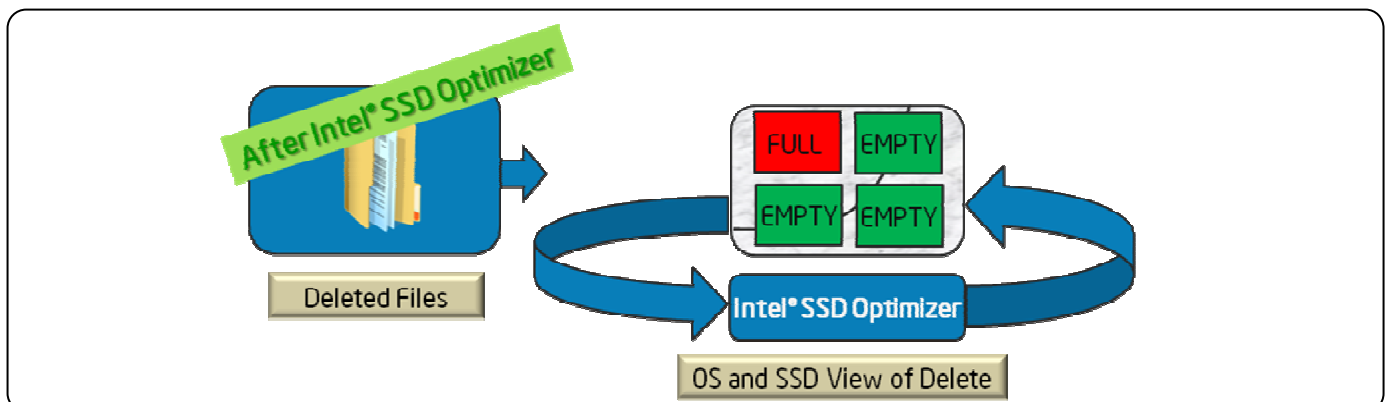 After Intel® SSD Optimizer
Deleted Files
FULL
EMPTY
EMPTY
EMPTY
Intel® SSD Optimizer
OS and SSD View of Delete